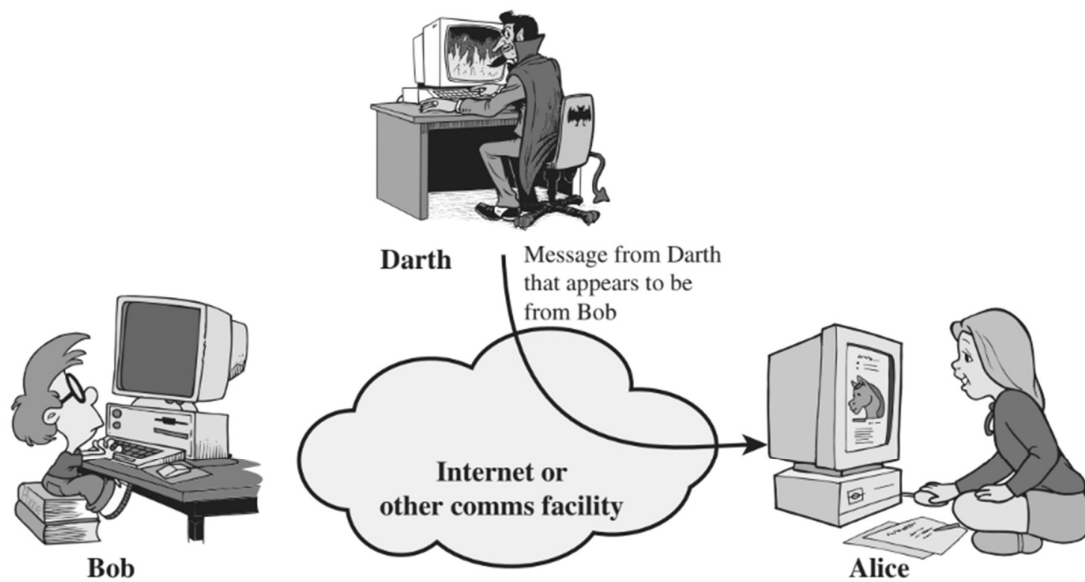 Darth
Message from Darth
that appears to be
from Bob
Internet or
other comms facility
Bob
Alice